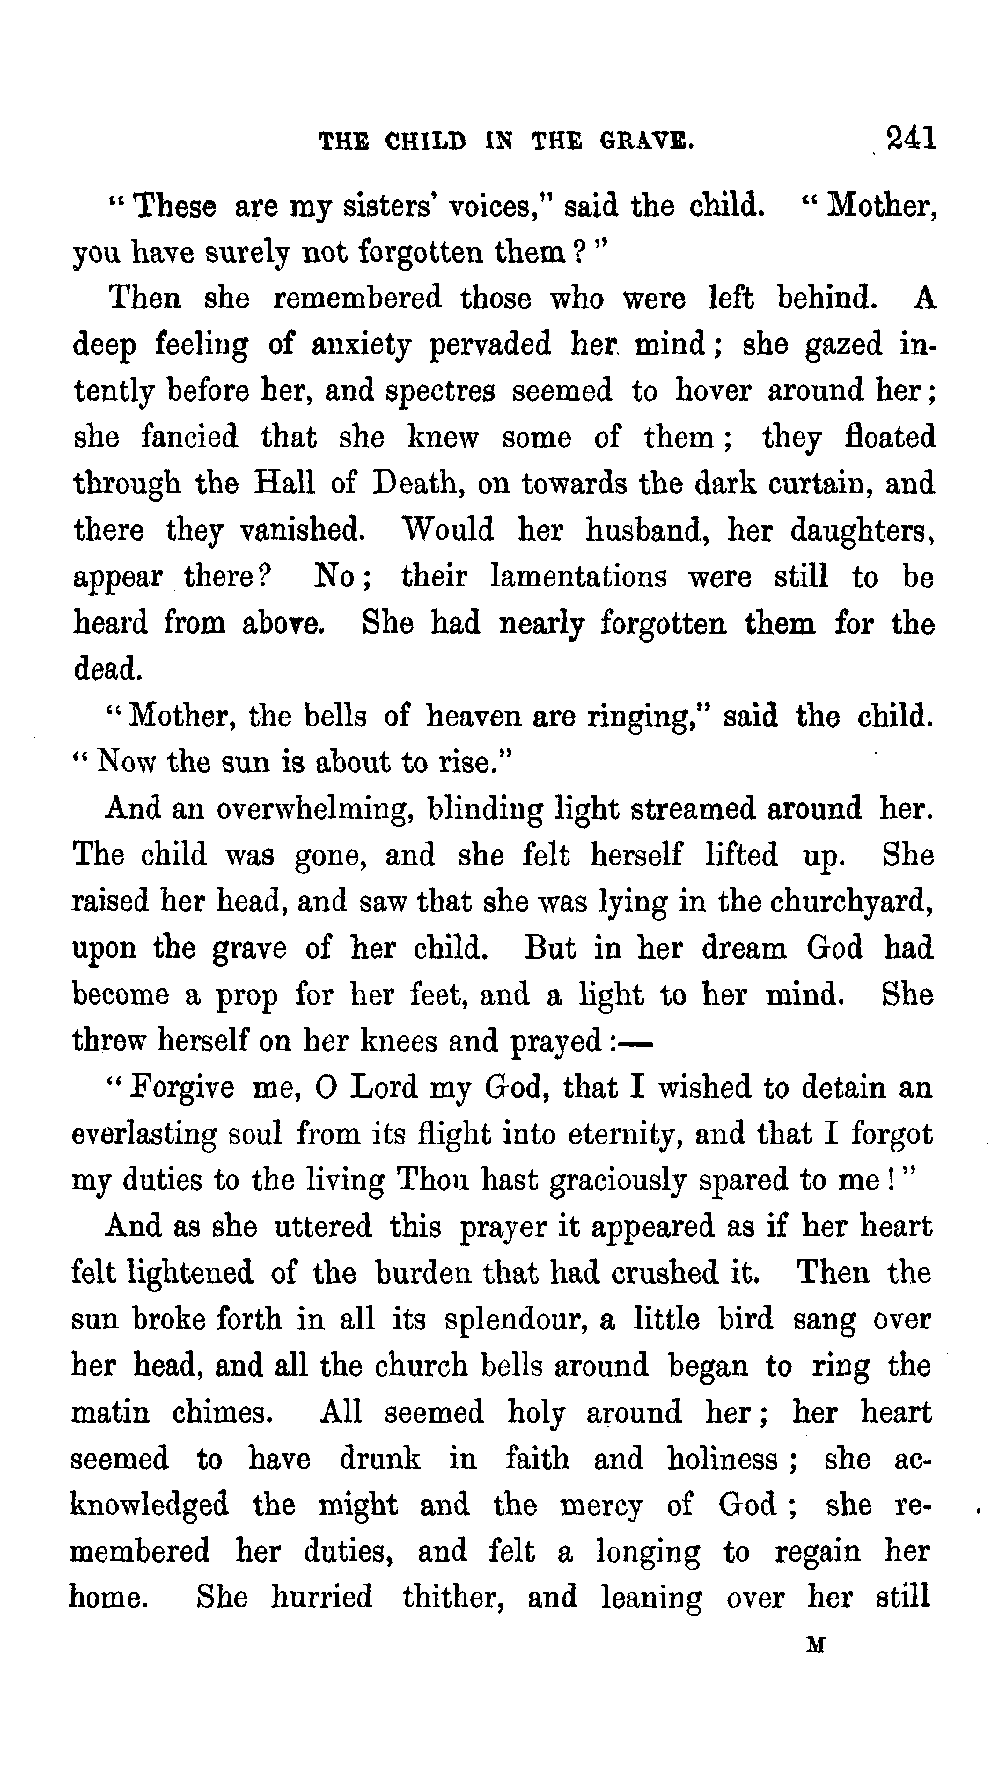 THE CHILD IN THE GRAVE. 241
“ These are my sisters’ voices,” said the child. “ Mother,
you have surely not forgotten them ? ”
Then she remembered those who were left behind. A
deep feeling of anxiety pervaded her mind ; she gazed in-
tently before her, and spectres seemed to hover around her ;
she fancied that she knew some of them ; they floated
through the Hall of Death, on towards the dark curtain, and
there they vanished. Would her husband, her daughters,
appear there? No ; their lamentations were still to be
heard from above. She had nearly forgotten them for the
dead.
“ Mother, the bells of heaven are ringing,” said the child.
“ Now the sun is about to rise.”
And an overwhelming, blinding light streamed around her.
The child was gone, and she felt herself lifted up. She
raised her head, and saw that she was lying in the churchyard,
upon the grave of her child. But in her dream God had
become a prop for her feet, and a light to her mind. She
threw herself on her knees and prayed :—
“ Forgive me, O Lord my God, that I wished to detain an
everlasting soul from its flight into eternity, and that I forgot
my duties to the living Thou hast graciously spared to me ! ”
And as she uttered this prayer it appeared as if her heart
felt lightened of the burden that had crushed it. Then the
sun broke forth in all its splendour, a little bird sang over
her head, and all the church bells around began to ring the
matin chimes. All seemed holy around her ; her heart
seemed to have drunk in faith and holiness ; she ac-
knowledged the might and the mercy of God ; she re-
membered her duties, and felt a longing to regain her
home. She hurried thither, and leaning over her still
M